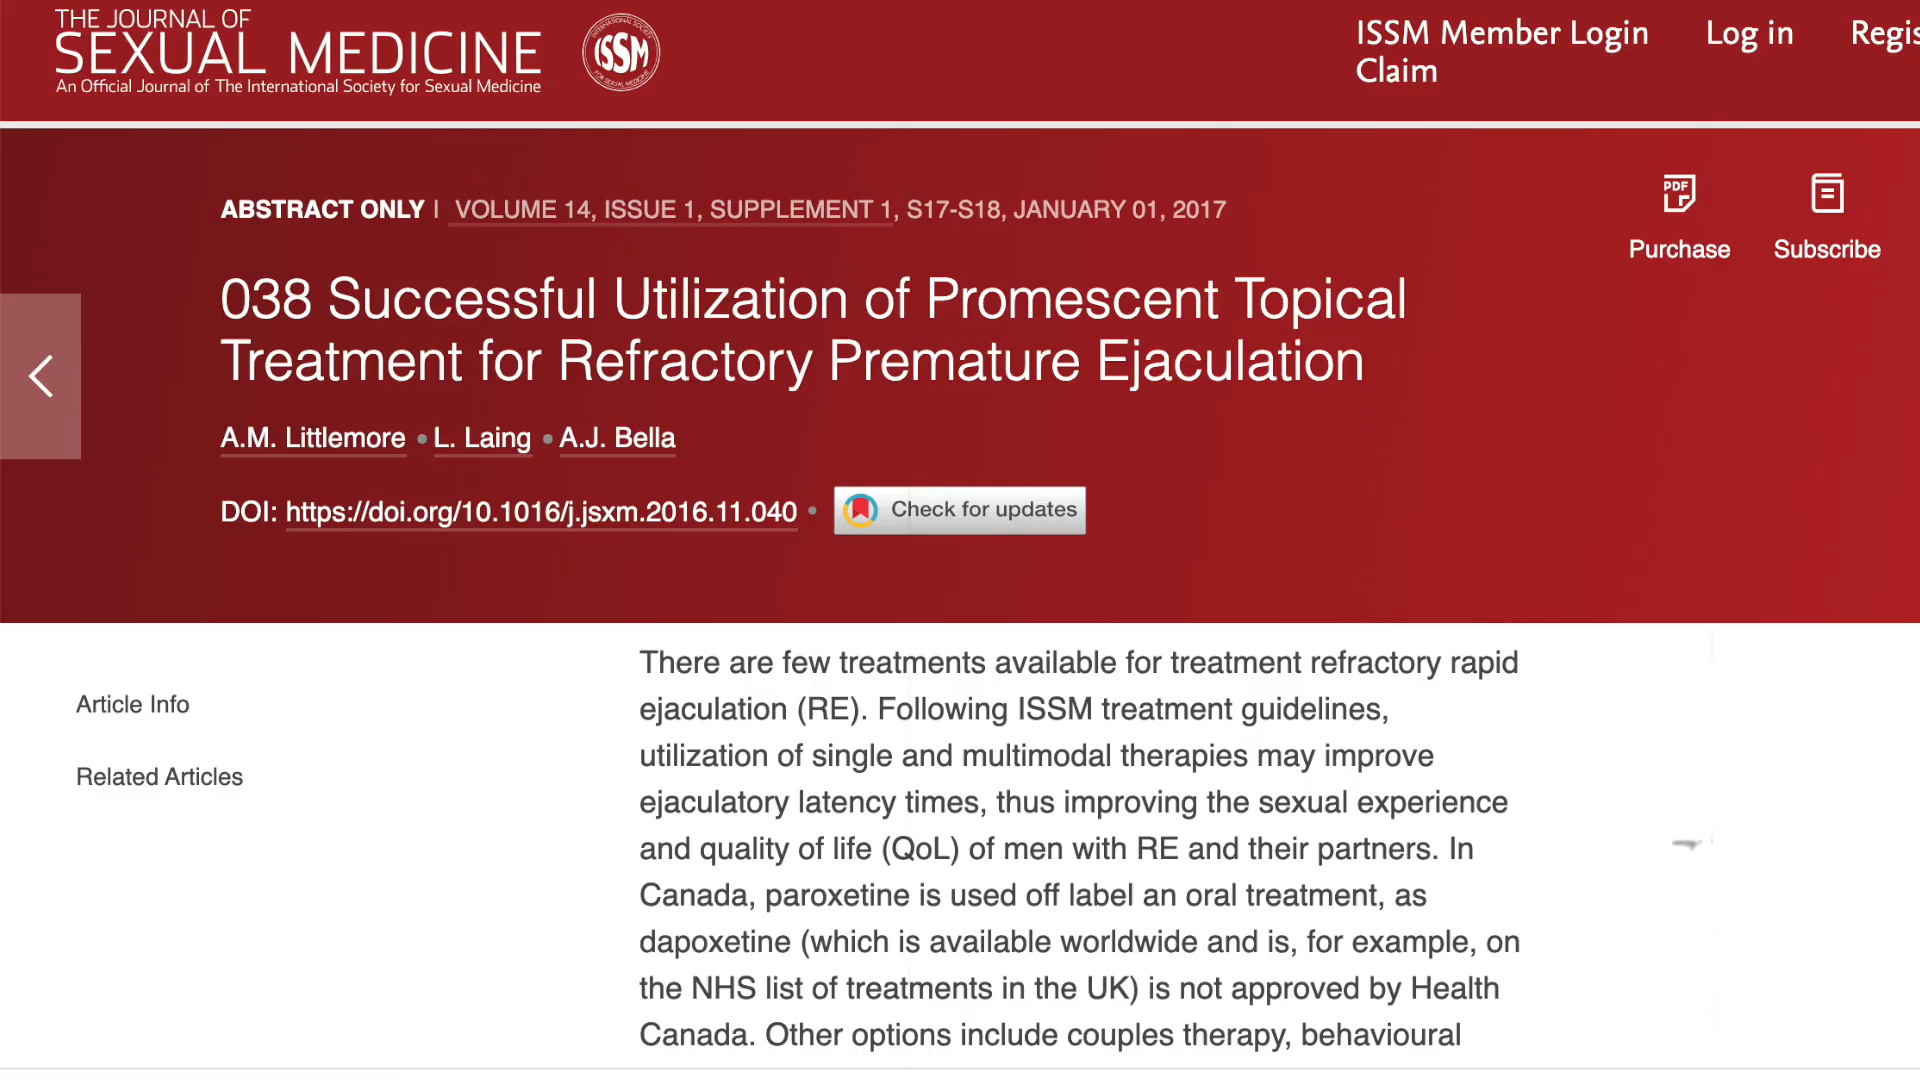 THE JOURNAL OF
SEXUAL MEDICINE
An Official Journal of The International Society for Sexual Medicine
ISSM
ISSM Member Login
Claim
Log in
Regis
ABSTRACT ONLY | VOLUME 14, ISSUE 1, SUPPLEMENT 1, S17-S18, JANUARY 01, 2017
PDF
Purchase
Subscribe
038 Successful Utilization of Promescent Topical
Treatment for Refractory Premature Ejaculation
A.M. Littlemore • L. Laing • A.J. Bella
DOI: https://doi.org/10.1016/j.jsxm.2016.11.040 • Check for updates
Article Info
Related Articles
There are few treatments available for treatment refractory rapid
ejaculation (RE). Following ISSM treatment guidelines,
utilization of single and multimodal therapies may improve
ejaculatory latency times, thus improving the sexual experience
and quality of life (QoL) of men with RE and their partners. In
Canada, paroxetine is used off label an oral treatment, as
dapoxetine (which is available worldwide and is, for example, on
the NHS list of treatments in the UK) is not approved by Health
Canada. Other options include couples therapy, behavioural